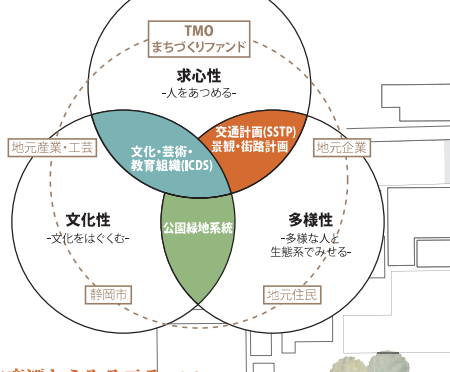 TMO
まちづくりファンド
求心性
-人をあつめる-
文化・芸術・
教育組織(ICDS)
交通計画(SSTP)
景観・街路計画
地元産業・工芸
地元企業
文化性
-文化をはぐくむ-
公園緑地系統
多様性
-多様な人と
生態系でみせる-
静岡市
地元住民